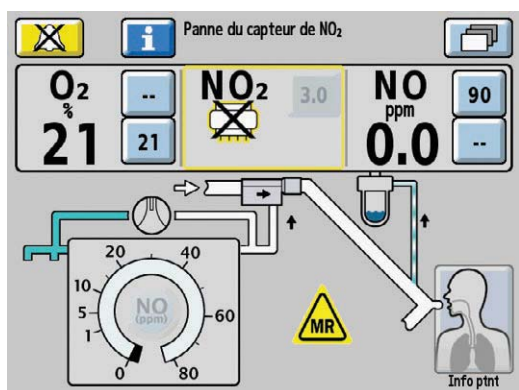 i
Panne du capteur de NO₂
O₂
%
21
--
21
NO₂
3.0
NO
ppm
0.0
90
--
NO
(ppm)
0
1
5
10
20
40
60
80
MR
Info ptnt